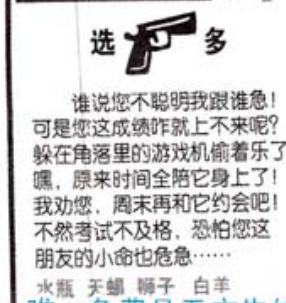 选 多
谁说您不聪明我跟谁急！
可是您这成绩咋就上不来呢？
躲在角落里的游戏机偷着乐了
嘿，原来时间全陪它身上了！
我劝您，周末再和它约会吧！
不然考试不及格，恐怕您这
朋友的小命也危急……
水瓶 天蝎 狮子 白羊